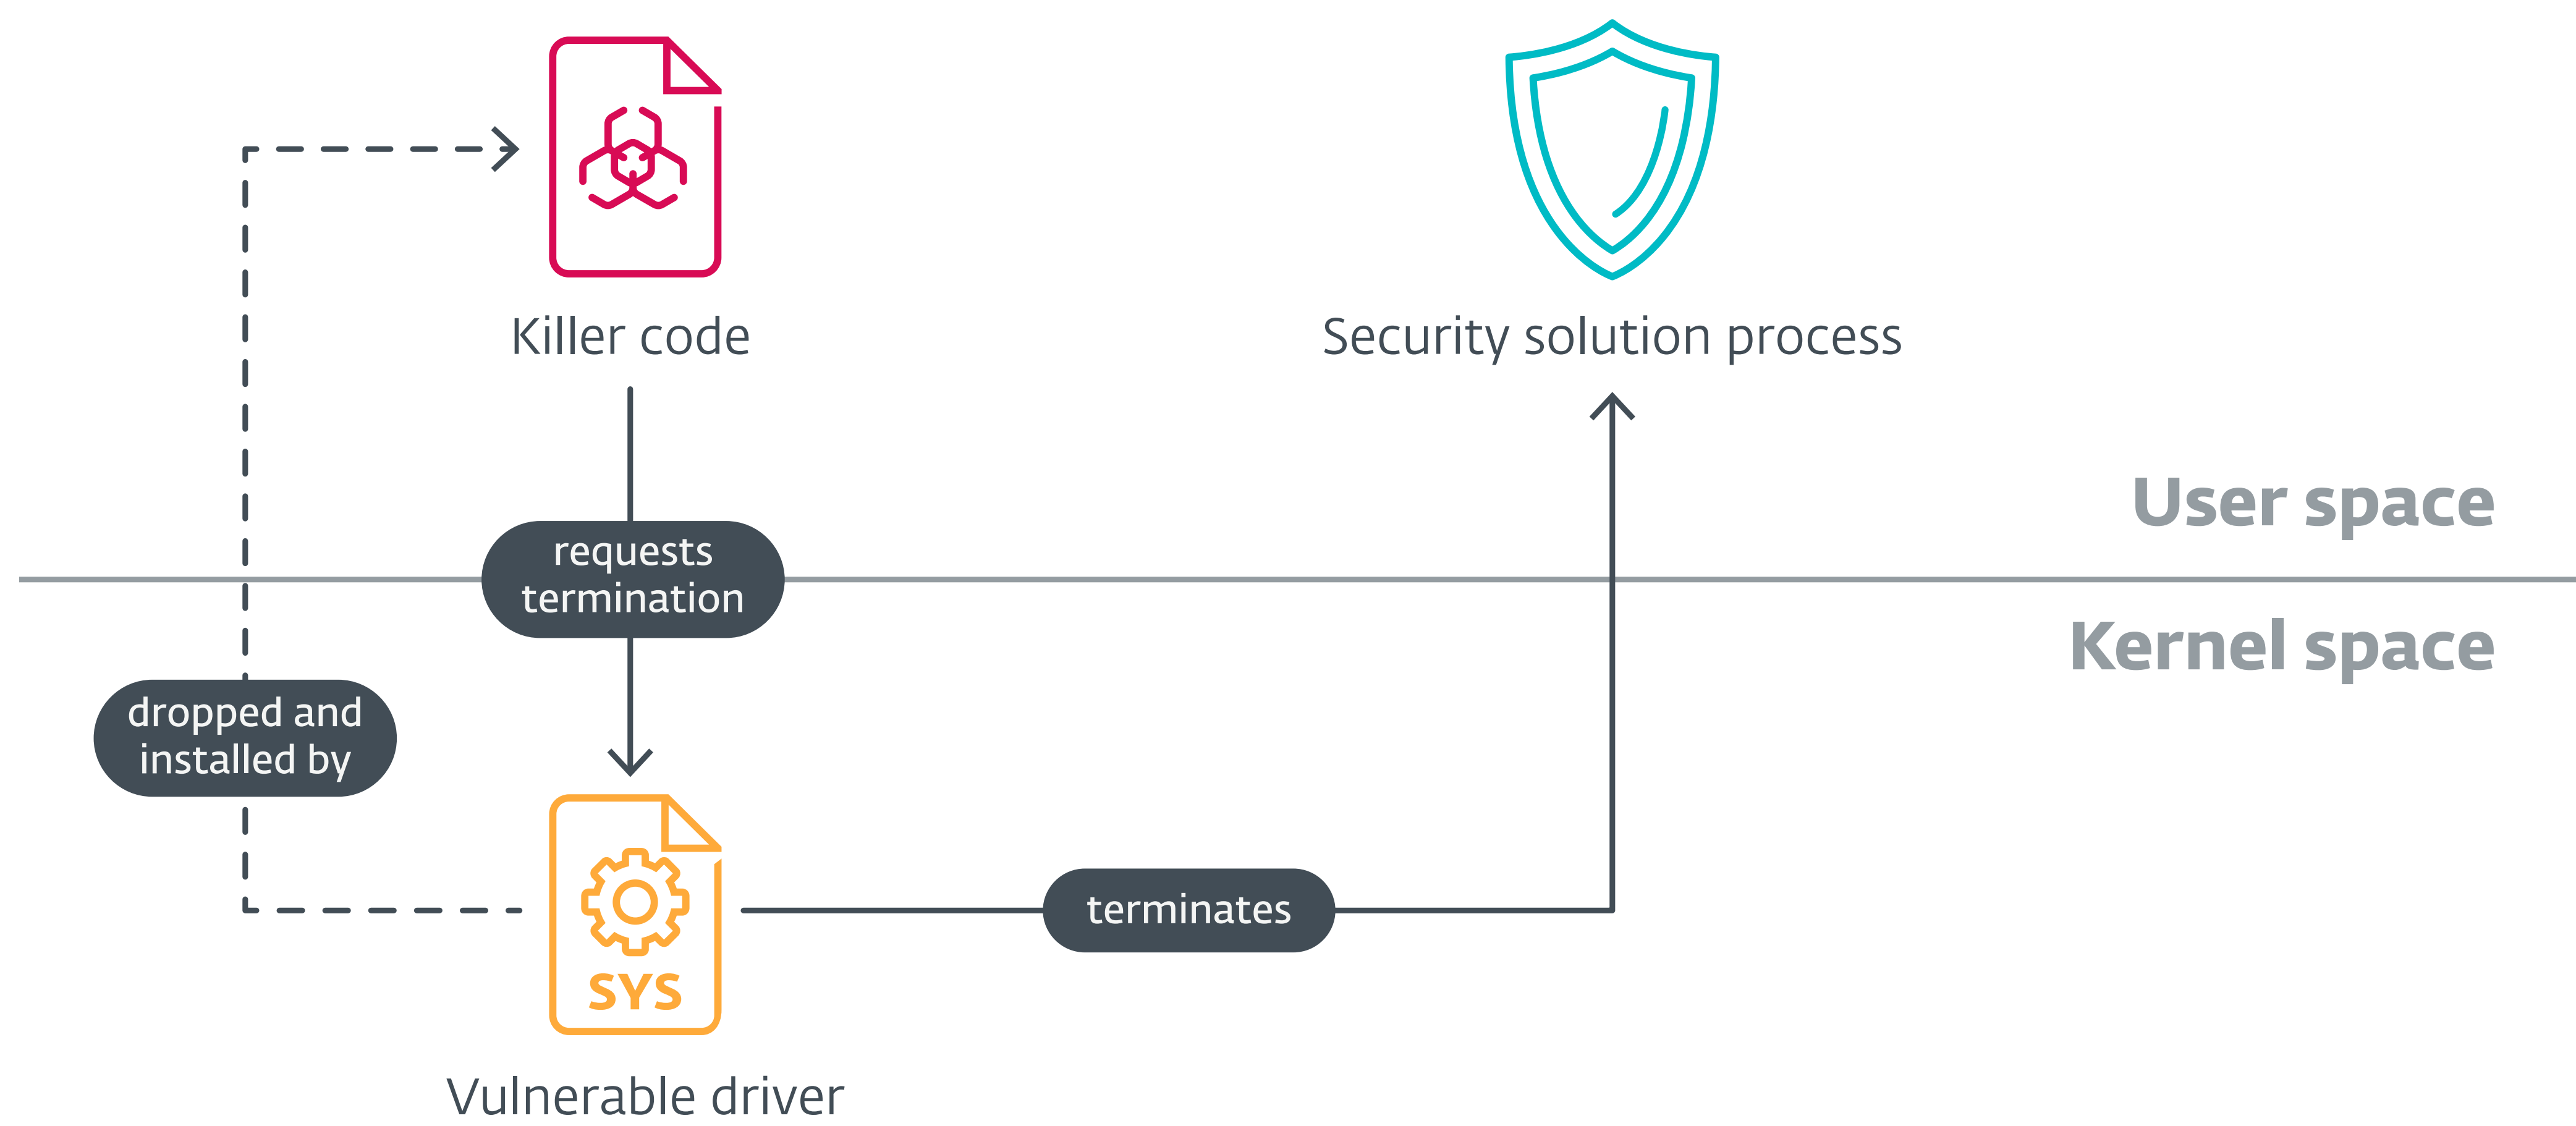 Killer code
Security solution process
requests
termination
User space
Kernel space
dropped and
installed by
terminates
SYS
Vulnerable driver